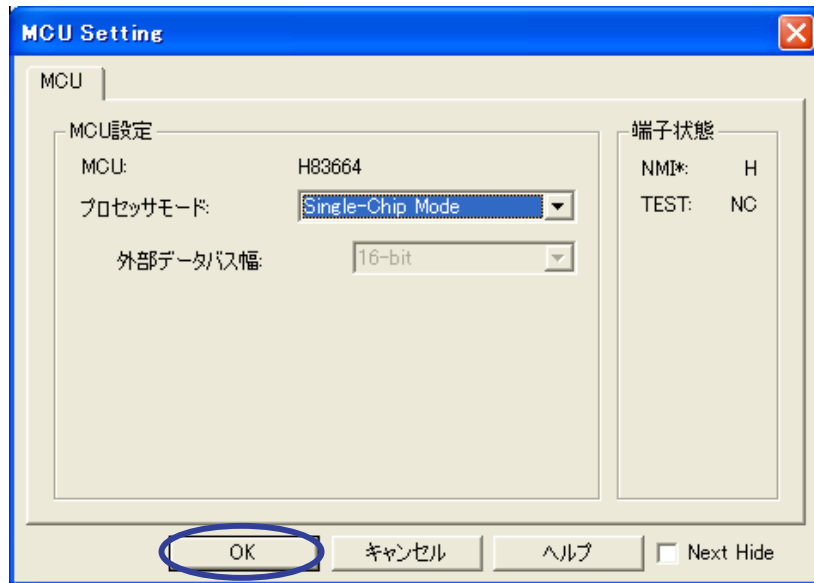 MCU Setting
MCU
MCU設定
MCU: H83664
プロセッサモード: Single-Chip Mode
外部データバス幅: 16-bit
端子状態
NMI*: H
TEST: NC
OK キャンセル ヘルプ Next Hide